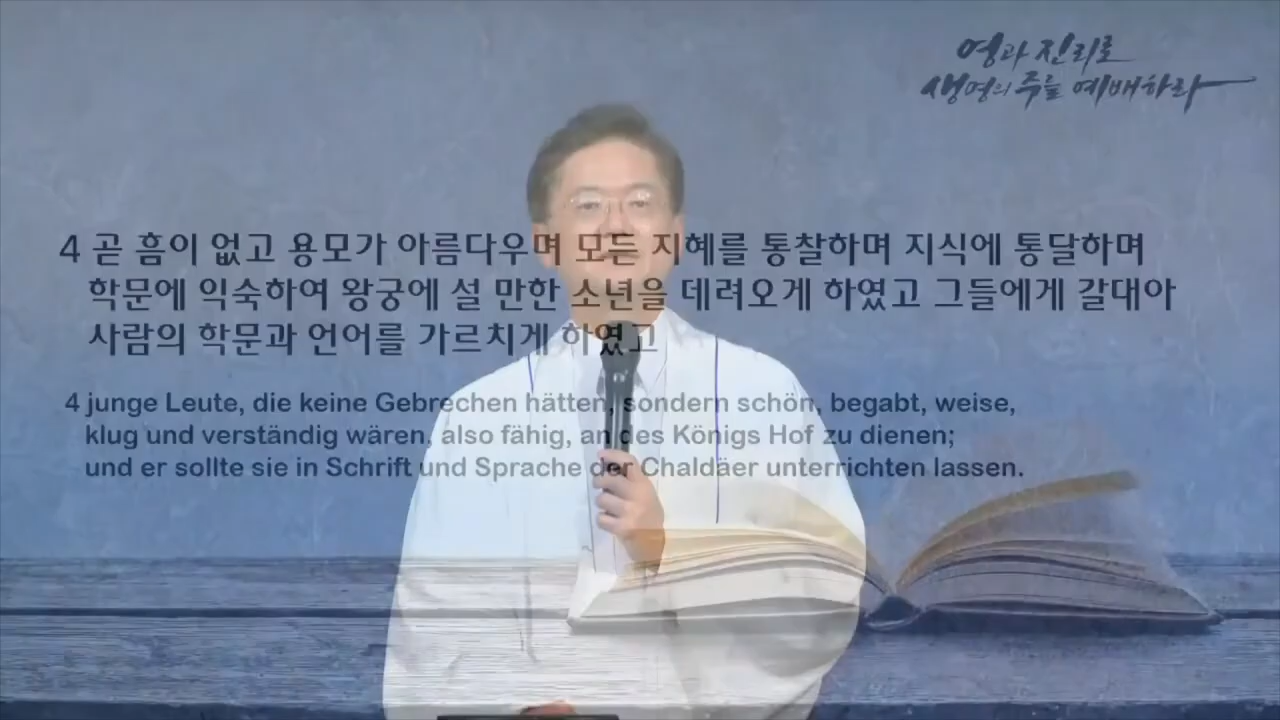 영과 진리로
생명의 주를 예배하라
4 곧 흠이 없고 용모가 아름다우며 모든 지혜를 통찰하며 지식에 통달하며
학문에 익숙하여 왕궁에 설 만한 소년을 데려오게 하였고 그들에게 갈대아
사람의 학문과 언어를 가르치게 하였고
4 junge Leute, die keine Gebrechen hätten, sondern schön, begabt, weise,
klug und verständig wären, also fähig, an des Königs Hof zu dienen;
und er sollte sie in Schrift und Sprache der Chaldäer unterrichten lassen.